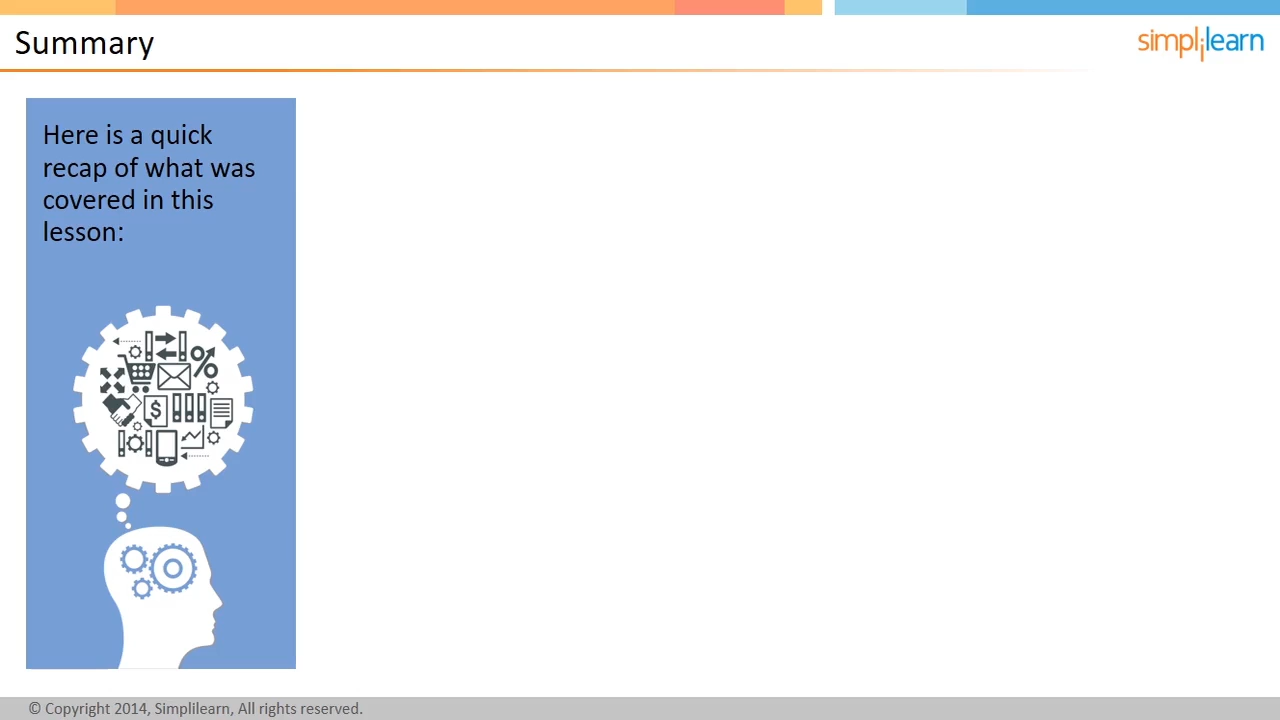 Summary
simplilearn
Here is a quick
recap of what was
covered in this
lesson:
$
%
© Copyright 2014, Simplilearn, All rights reserved.